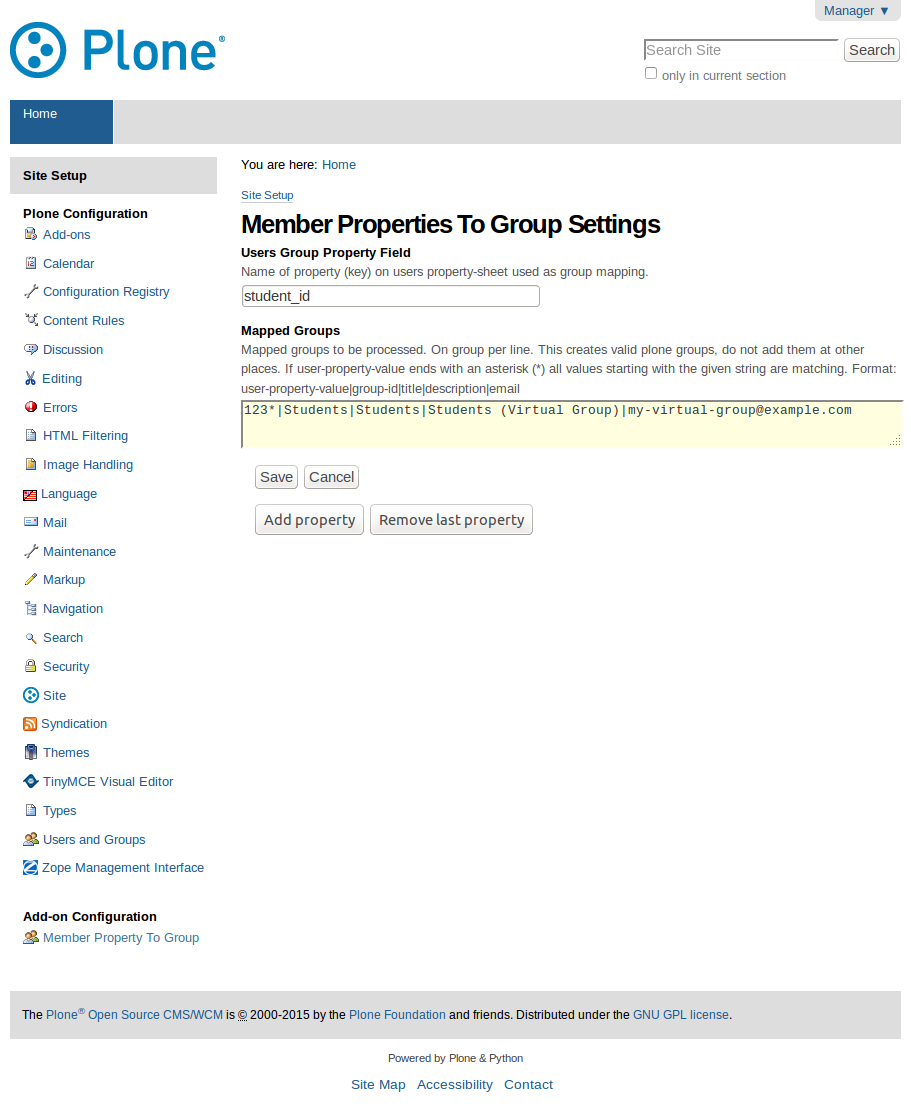 Manager ▼
Plone®
Search Site
Search
only in current section
Home
Site Setup
Plone Configuration
Add-ons
Calendar
Configuration Registry
Content Rules
Discussion
Editing
Errors
HTML Filtering
Image Handling
Language
Mail
Maintenance
Markup
Navigation
Search
Security
Site
Syndication
Themes
TinyMCE Visual Editor
Types
Users and Groups
Zope Management Interface
Add-on Configuration
Member Property To Group
You are here: Home
Site Setup
Member Properties To Group Settings
Users Group Property Field
Name of property (key) on users property-sheet used as group mapping.
student_id
Mapped Groups
Mapped groups to be processed. On group per line. This creates valid plone groups, do not add them at other
places. If user-property-value ends with an asterisk (*) all values starting with the given string are matching. Format:
user-property-value|group-id|title|description|email
123*|Students|Students|Students (Virtual Group)|my-virtual-group@example.com
Save Cancel
Add property Remove last property
The Plone® Open Source CMS/WCM is © 2000-2015 by the Plone Foundation and friends. Distributed under the GNU GPL license.
Powered by Plone & Python
Site Map Accessibility Contact